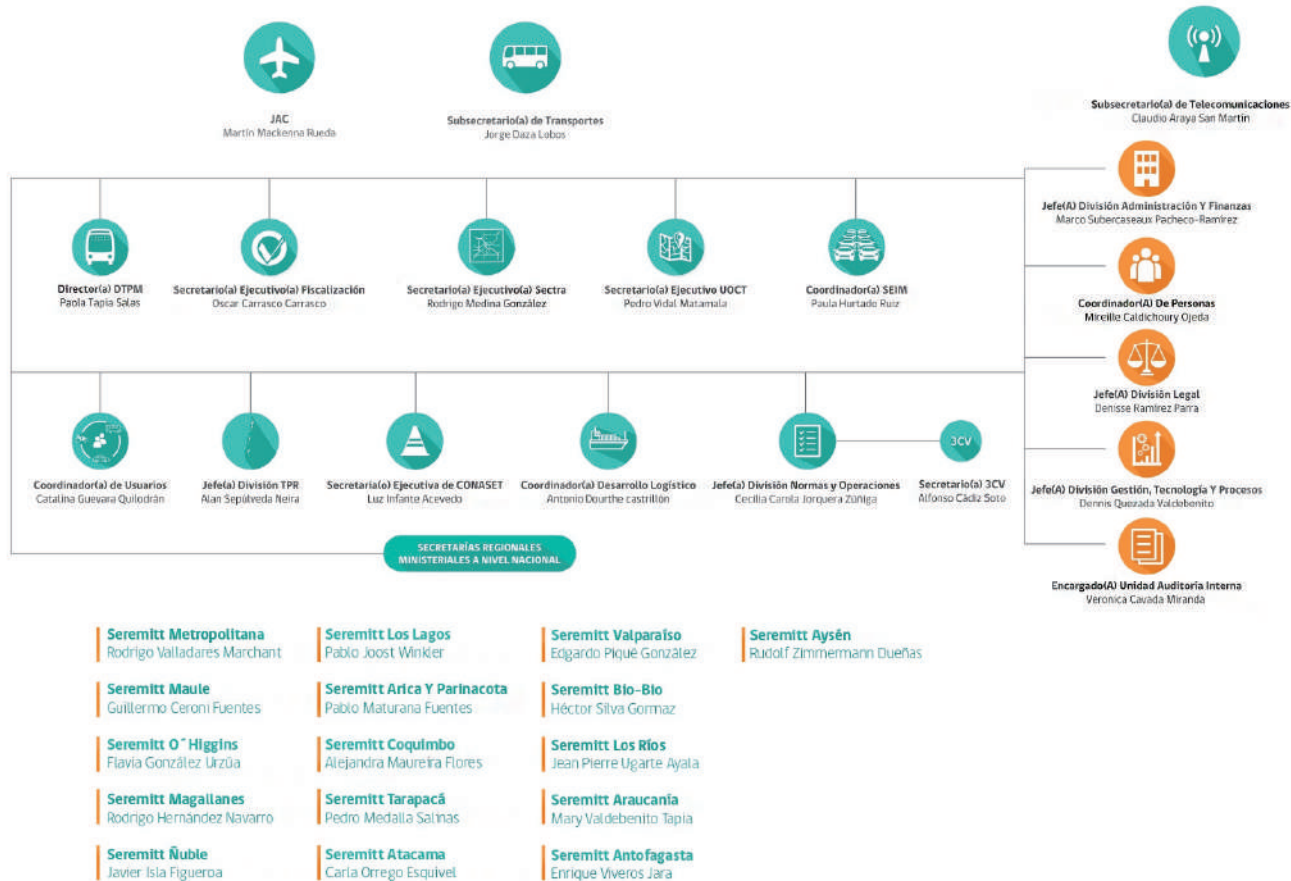 JAC
Martín Mackenna Rueda
Subsecretario(a) de Transportes
Jorge Daza Lobos
Subsecretario(a) de Telecomunicaciones
Claudio Araya San Martín
Director(a) DTPM
Paola Tapia Salas
Secretario(a) Ejecutivo(a) Fiscalización
Oscar Carrasco Carrasco
Secretario(a) Ejecutivo(a) Sectra
Rodrigo Medina González
Secretario(a) Ejecutivo UOCT
Pedro Vidal Matamala
Coordinador(a) SEIM
Paula Hurtado Ruiz
Jefe(A) División Administración Y Finanzas
Marco Subercaseaux Pacheco-Ramírez
Coordinador(A) De Personas
Mireille Caldichoury Ojeda
Jefe(A) División Legal
Denisse Ramírez Parra
Jefe(A) División Gestión, Tecnología Y Procesos
Dennis Quezada Valdebenito
Encargado(A) Unidad Auditoría Interna
Veronica Cavada Miranda
Coordinador(a) de Usuarios
Catalina Guevara Quilodrán
Jefe(a) División TPR
Alan Sepúlveda Neira
Secretaria(o) Ejecutiva de CONASET
Luz Infante Acevedo
Coordinador(a) Desarrollo Logístico
Antonio Dourthe castrillón
Jefe(a) División Normas y Operaciones
Cecilia Carola Jorquera Zúñiga
3CV
Secretario(a) 3CV
Alfonso Cádiz Soto
SECRETARÍAS REGIONALES
MINISTERIALES A NIVEL NACIONAL
Seremitt Metropolitana
Rodrigo Valladares Marchant
Seremitt Maule
Guillermo Ceroni Fuentes
Seremitt O´Higgins
Flavia González Urzúa
Seremitt Magallanes
Rodrigo Hernández Navarro
Seremitt Ñuble
Javier Isla Figueroa
Seremitt Los Lagos
Pablo Joost Winkler
Seremitt Arica Y Parinacota
Pablo Maturana Fuentes
Seremitt Coquimbo
Alejandra Maureira Flores
Seremitt Tarapacá
Pedro Medalla Salinas
Seremitt Atacama
Carla Orrego Esquivel
Seremitt Valparaíso
Edgardo Piqué González
Seremitt Bio-Bio
Héctor Silva Gormaz
Seremitt Los Ríos
Jean Pierre Ugarte Ayala
Seremitt Araucanía
Mary Valdebenito Tapia
Seremitt Antofagasta
Enrique Viveros Jara
Seremitt Aysén
Rudolf Zimmermann Dueñas